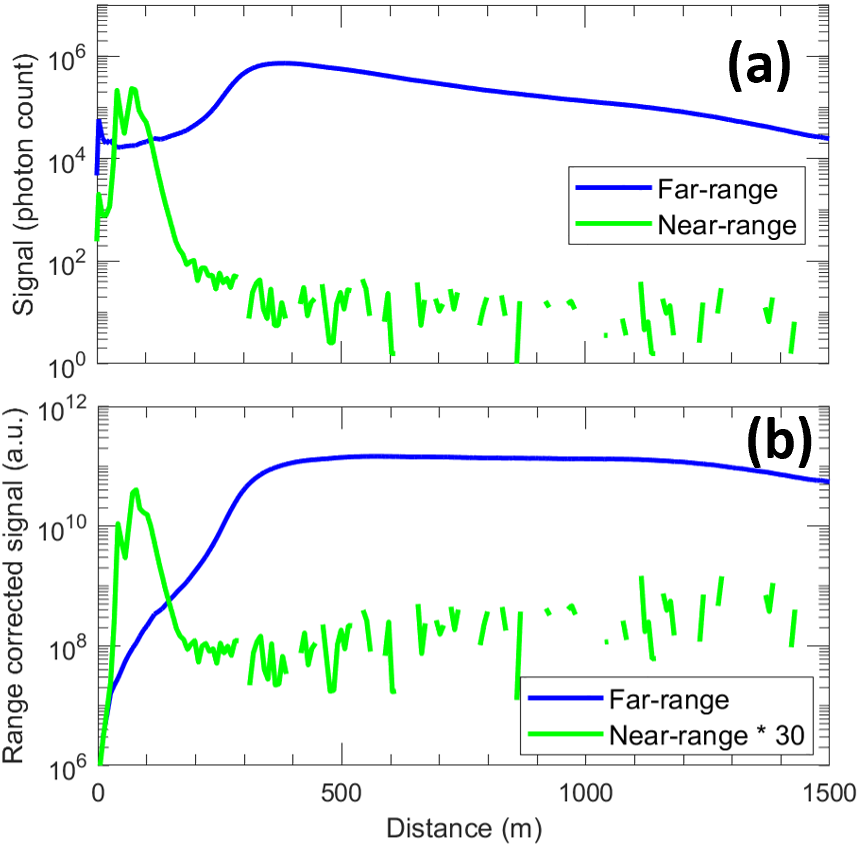 (a)
Signal (photon count)
10^6
10^4
10^2
10^0
Far-range
Near-range
(b)
Range corrected signal (a.u.)
10^12
10^10
10^8
10^6
Far-range
Near-range * 30
0
500
1000
1500
Distance (m)